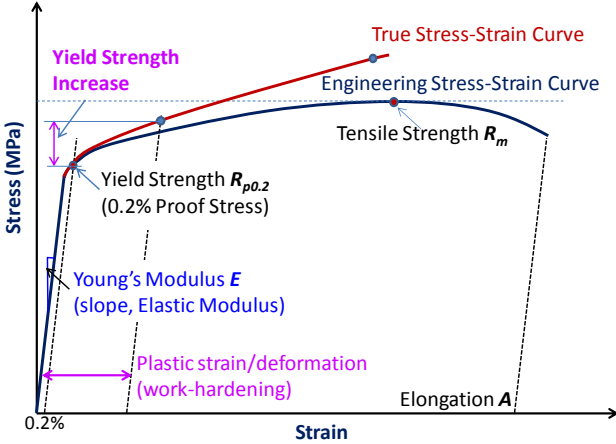 True Stress-Strain Curve
Yield Strength
Increase
Engineering Stress-Strain Curve
Tensile Strength Rm
Stress (MPa)
Yield Strength Rp0.2
(0.2% Proof Stress)
Young's Modulus E
(slope, Elastic Modulus)
Plastic strain/deformation
(work-hardening)
Elongation A
0.2%
Strain